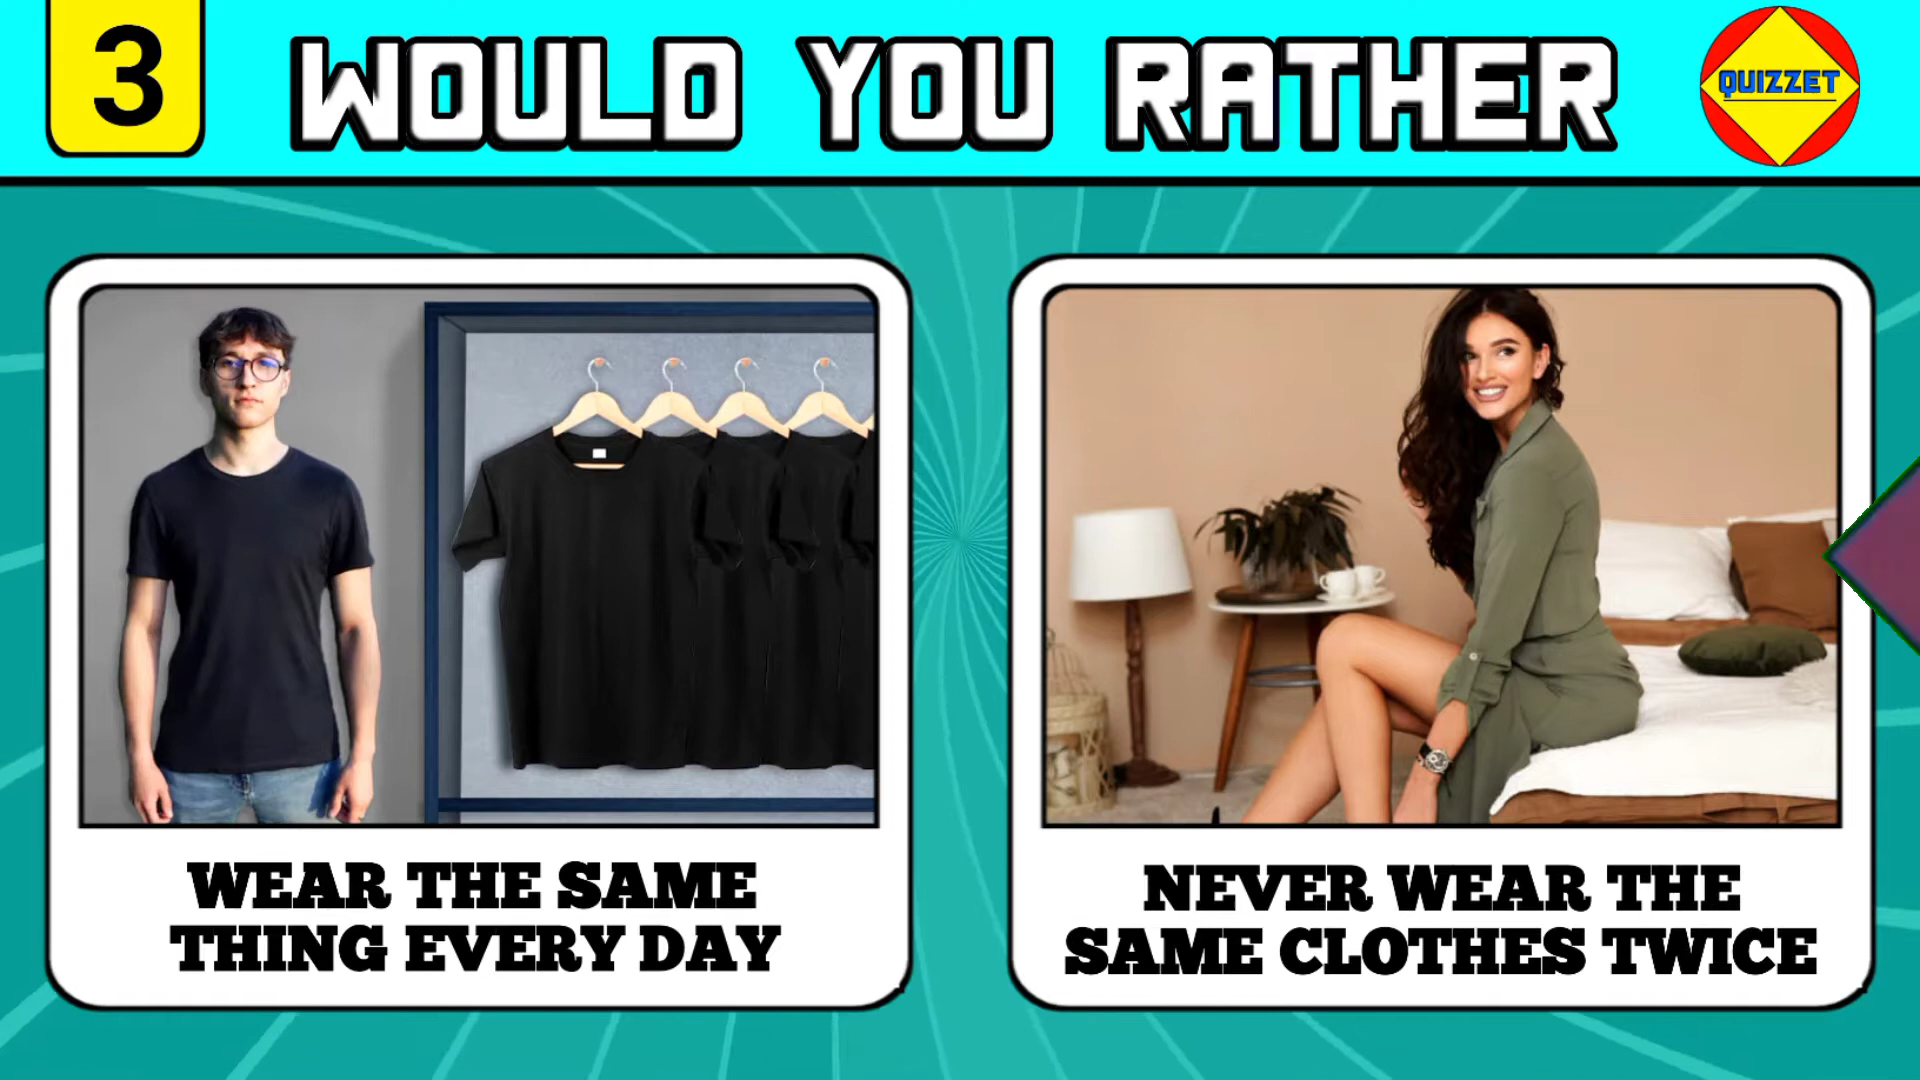 3
WOULD YOU RATHER
QUIZZET
WEAR THE SAME
THING EVERY DAY
NEVER WEAR THE
SAME CLOTHES TWICE